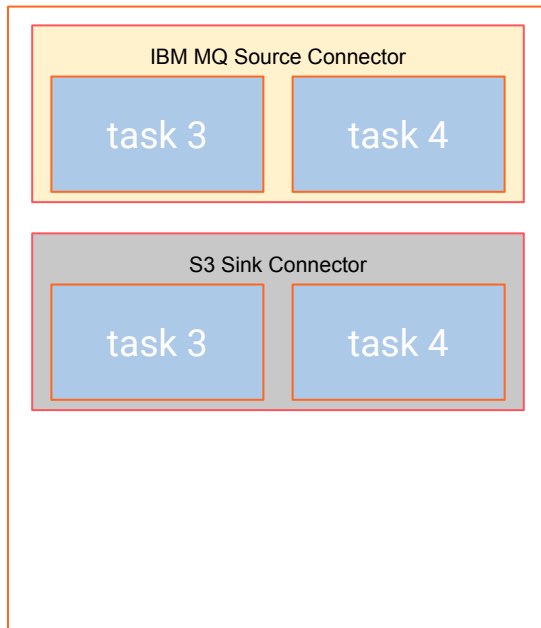 IBM MQ Source Connector
task 3
task 4
S3 Sink Connector
task 3
task 4